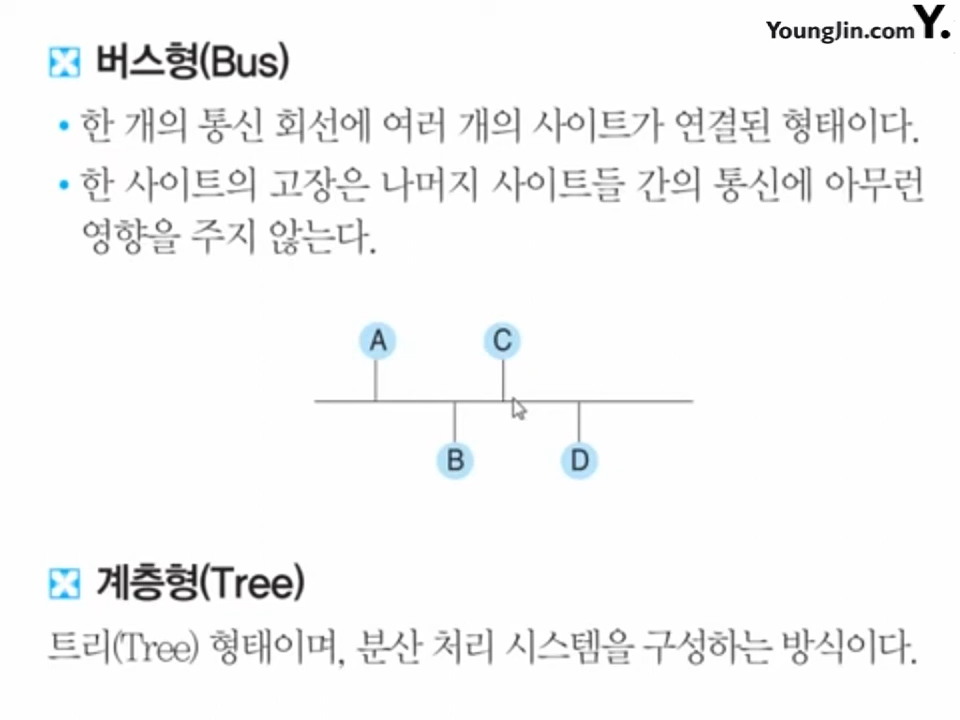 YoungJin.com Y.
버스형(Bus)
• 한 개의 통신 회선에 여러 개의 사이트가 연결된 형태이다.
• 한 사이트의 고장은 나머지 사이트들 간의 통신에 아무런
영향을 주지 않는다.
A C
B D
계층형(Tree)
트리(Tree) 형태이며, 분산 처리 시스템을 구성하는 방식이다.